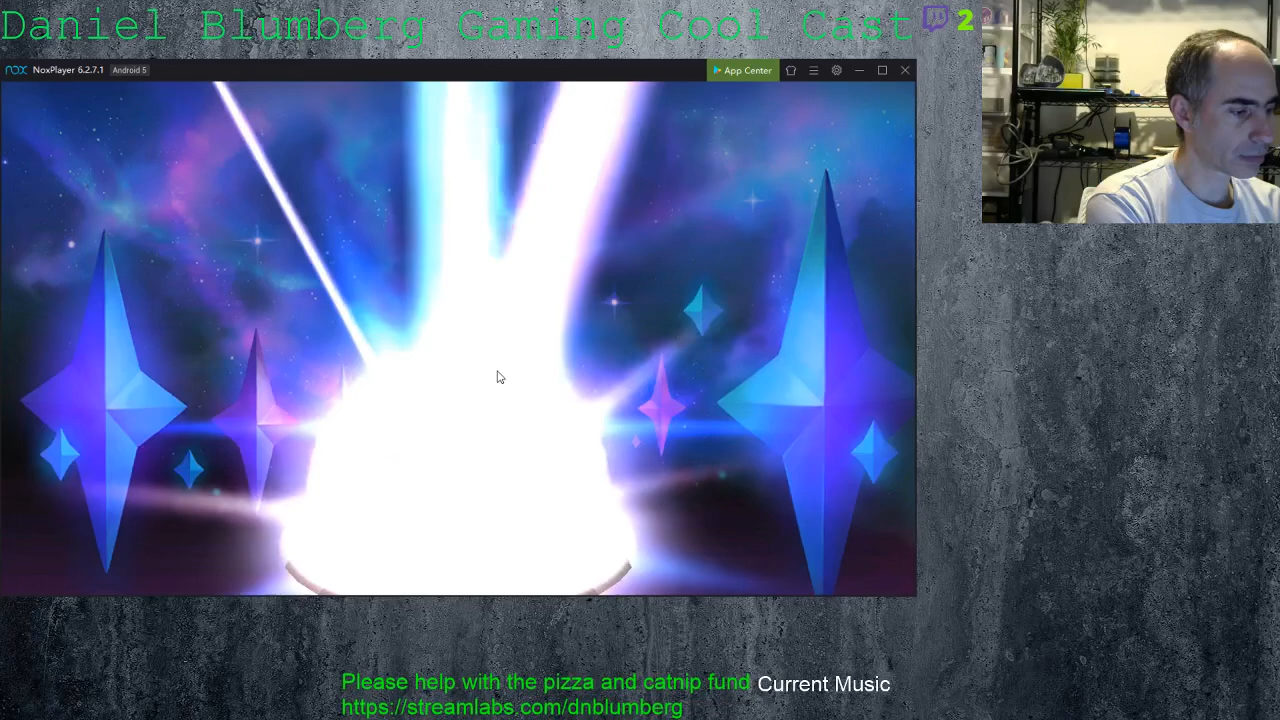 Daniel Blumberg Gaming Cool Cast 2
nox NoxPlayer 6.2.7.1 Android 5
App Center
Please help with the pizza and catnip fund
https://streamlabs.com/dnblumberg
Current Music